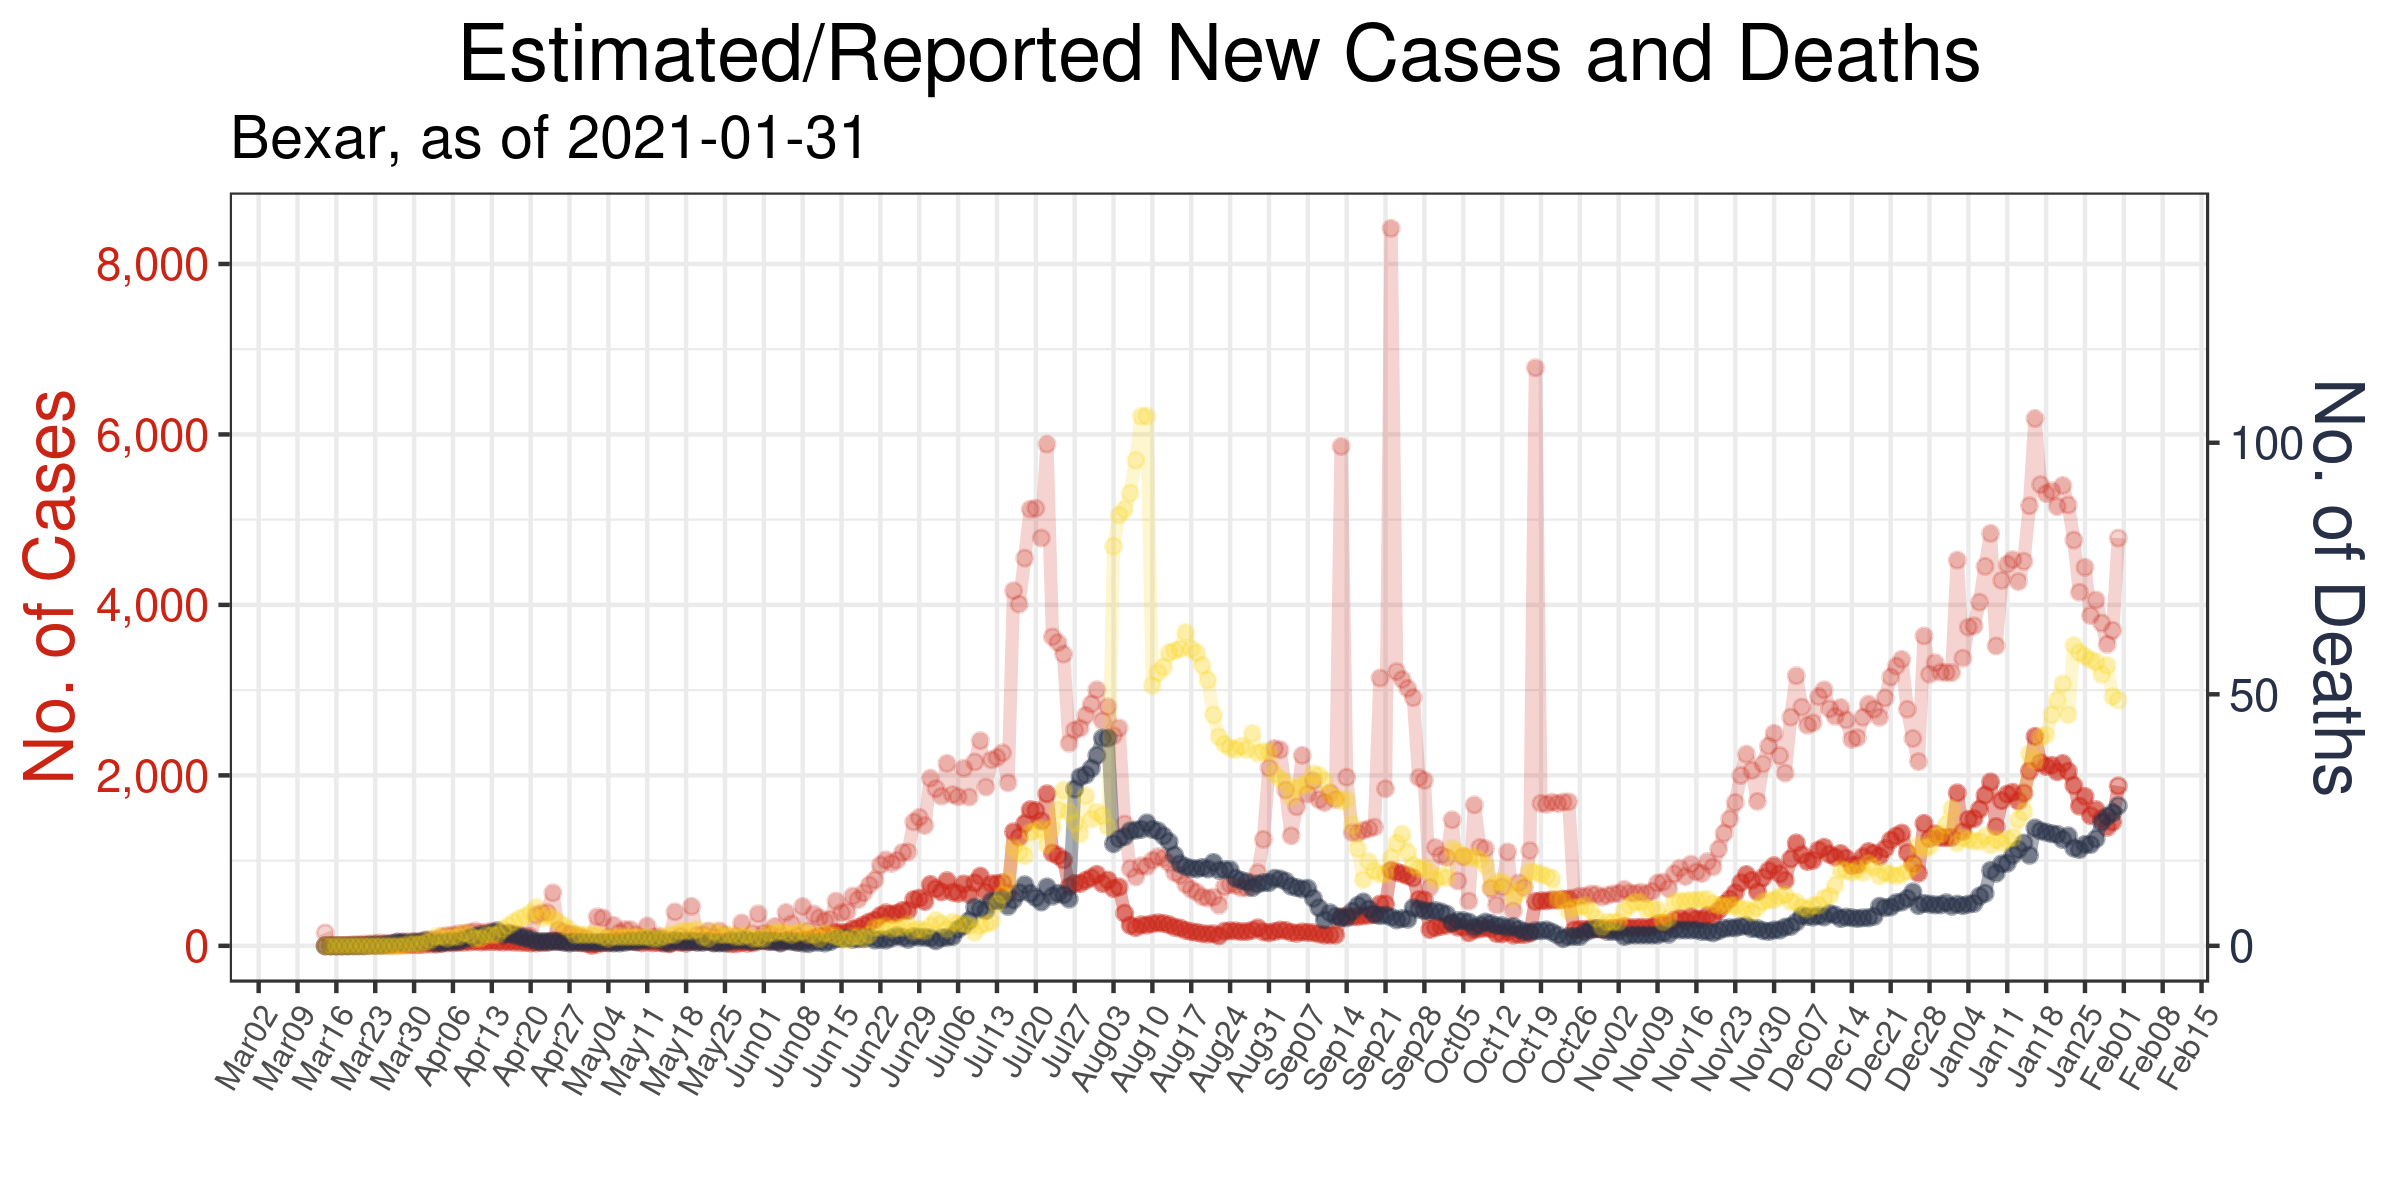 Estimated/Reported New Cases and Deaths
Bexar, as of 2021-01-31
No. of Cases
8,000
6,000
4,000
2,000
0
100
50
0
No. of Deaths
Mar02 Mar09 Mar16 Mar23 Mar30 Apr06 Apr13 Apr20 Apr27 May04 May11 May18 May25 Jun01 Jun08 Jun15 Jun22 Jun29 Jul06 Jul13 Jul20 Jul27 Aug03 Aug10 Aug17 Aug24 Aug31 Sep07 Sep14 Sep21 Sep28 Oct05 Oct12 Oct19 Oct26 Nov02 Nov09 Nov16 Nov23 Nov30 Dec07 Dec14 Dec21 Dec28 Jan04 Jan11 Jan18 Jan25 Feb01 Feb08 Feb15